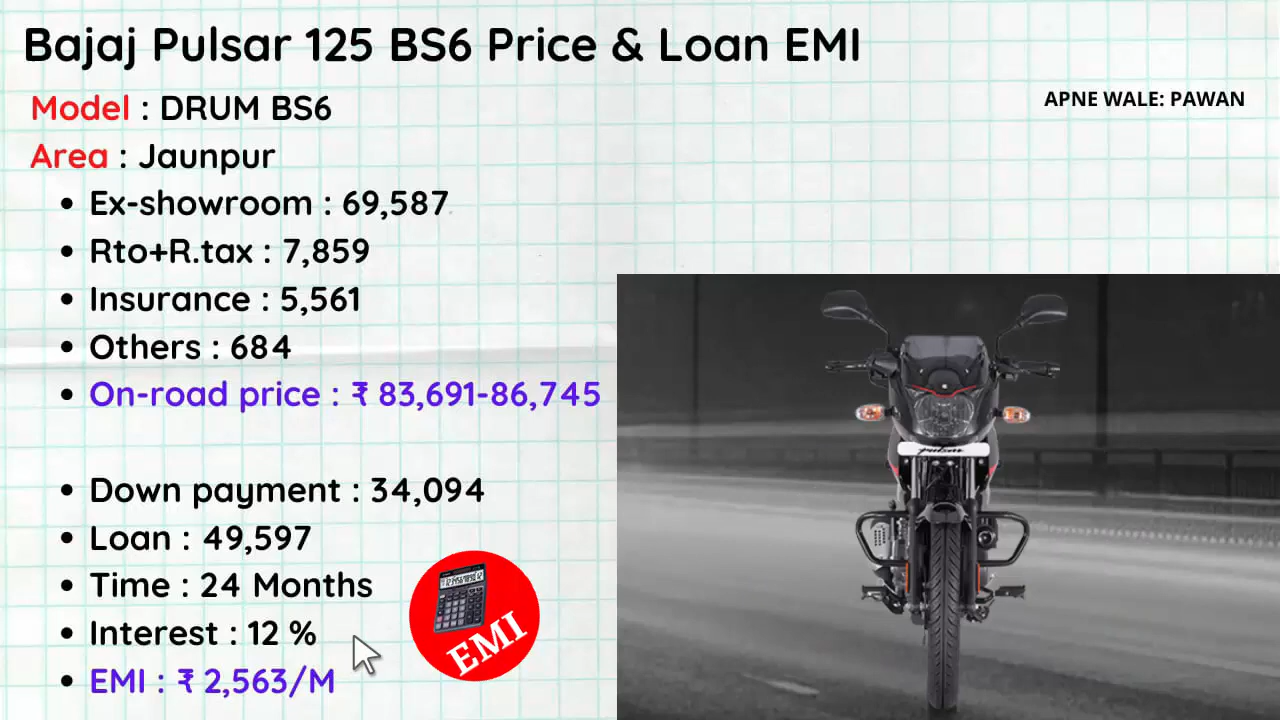 Bajaj Pulsar 125 BS6 Price & Loan EMI
APNE WALE: PAWAN
Model : DRUM BS6
Area : Jaunpur
• Ex-showroom : 69,587
• Rto+R.tax : 7,859
• Insurance : 5,561
• Others : 684
• On-road price : ₹ 83,691-86,745
• Down payment : 34,094
• Loan : 49,597
• Time : 24 Months
• Interest : 12 %
• EMI : ₹ 2,563/M
EMI
pulsar